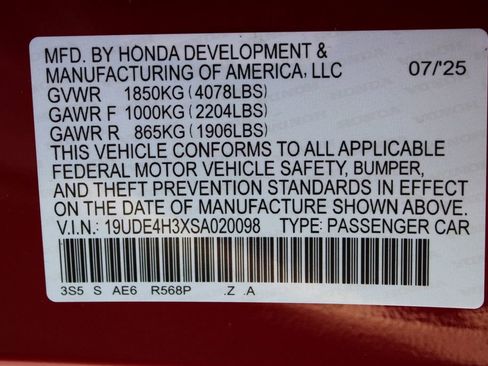 MFD. BY HONDA DEVELOPMENT &
MANUFACTURING OF AMERICA, LLC 07/'25
GVWR 1850KG (4078LBS)
GAWR F 1000KG (2204LBS)
GAWR R 865KG (1906LBS)
THIS VEHICLE CONFORMS TO ALL APPLICABLE
FEDERAL MOTOR VEHICLE SAFETY, BUMPER,
AND THEFT PREVENTION STANDARDS IN EFFECT
ON THE DATE OF MANUFACTURE SHOWN ABOVE.
V.I.N.: 19UDE4H3XSA020098 TYPE: PASSENGER CAR
3S5 S AE6 R568P .Z .A